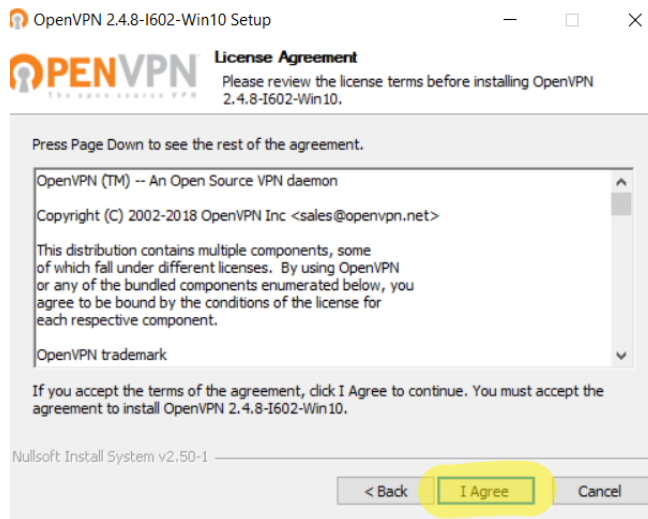 OpenVPN 2.4.8-I602-Win10 Setup
OPENVPN
The open source VPN
License Agreement
Please review the license terms before installing OpenVPN
2.4.8-I602-Win10.
Press Page Down to see the rest of the agreement.
OpenVPN (TM) -- An Open Source VPN daemon
Copyright (C) 2002-2018 OpenVPN Inc <sales@openvpn.net>
This distribution contains multiple components, some
of which fall under different licenses.  By using OpenVPN
or any of the bundled components enumerated below, you
agree to be bound by the conditions of the license for
each respective component.
OpenVPN trademark
If you accept the terms of the agreement, click I Agree to continue. You must accept the
agreement to install OpenVPN 2.4.8-I602-Win10.
Nullsoft Install System v2.50-1
< Back
I Agree
Cancel